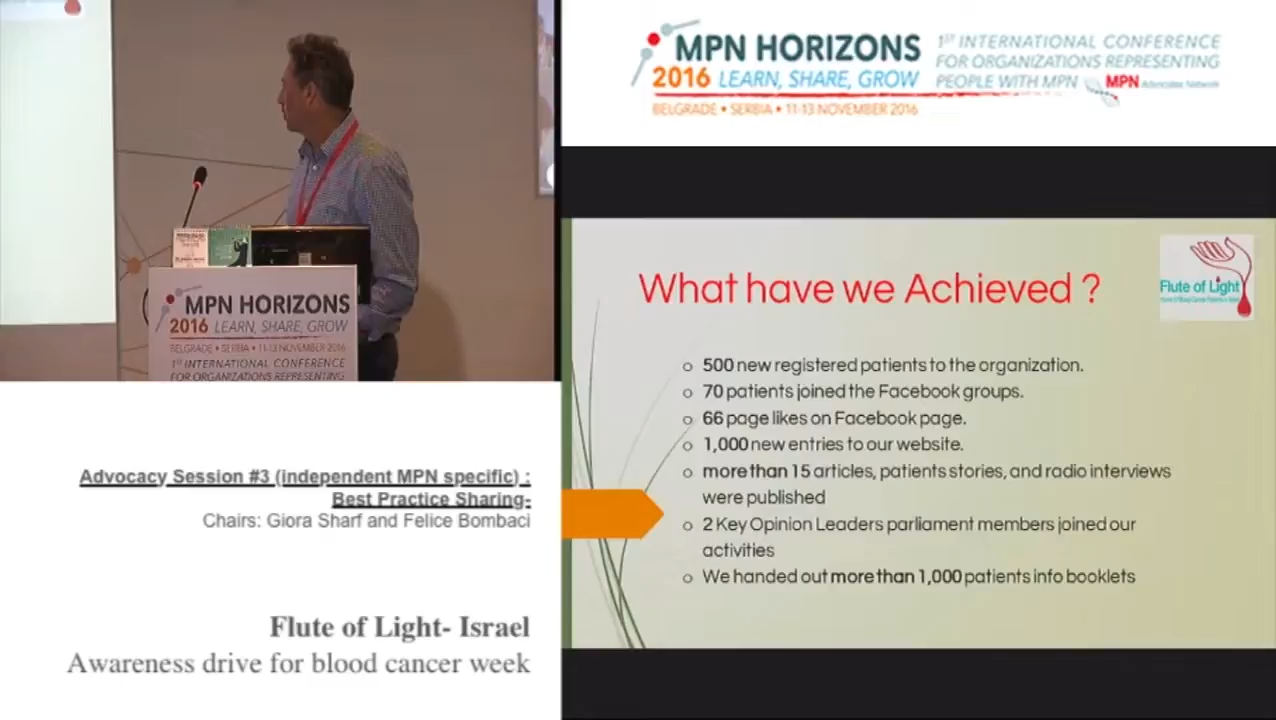 MPN HORIZONS
2016 LEARN, SHARE, GROW
BELGRADE • SERBIA • 11-13 NOVEMBER 2016
1ST INTERNATIONAL CONFERENCE
FOR ORGANIZATIONS REPRESENTING
PEOPLE WITH MPN
MPN Advocates Network
MPN HORIZONS
2016 LEARN, SHARE, GROW
BELGRADE • SERBIA • 11-13 NOVEMBER 2016
1ST INTERNATIONAL CONFERENCE
FOR ORGANIZATIONS REPRESENTING
Advocacy Session #3 (independent MPN specific) :
Best Practice Sharing-
Chairs: Giora Sharf and Felice Bombaci
Flute of Light- Israel
Awareness drive for blood cancer week
What have we Achieved ?
Flute of Light
o 500 new registered patients to the organization.
o 70 patients joined the Facebook groups.
o 66 page likes on Facebook page.
o 1,000 new entries to our website.
o more than 15 articles, patients stories, and radio interviews
were published
o 2 Key Opinion Leaders parliament members joined our
activities
o We handed out more than 1,000 patients info booklets